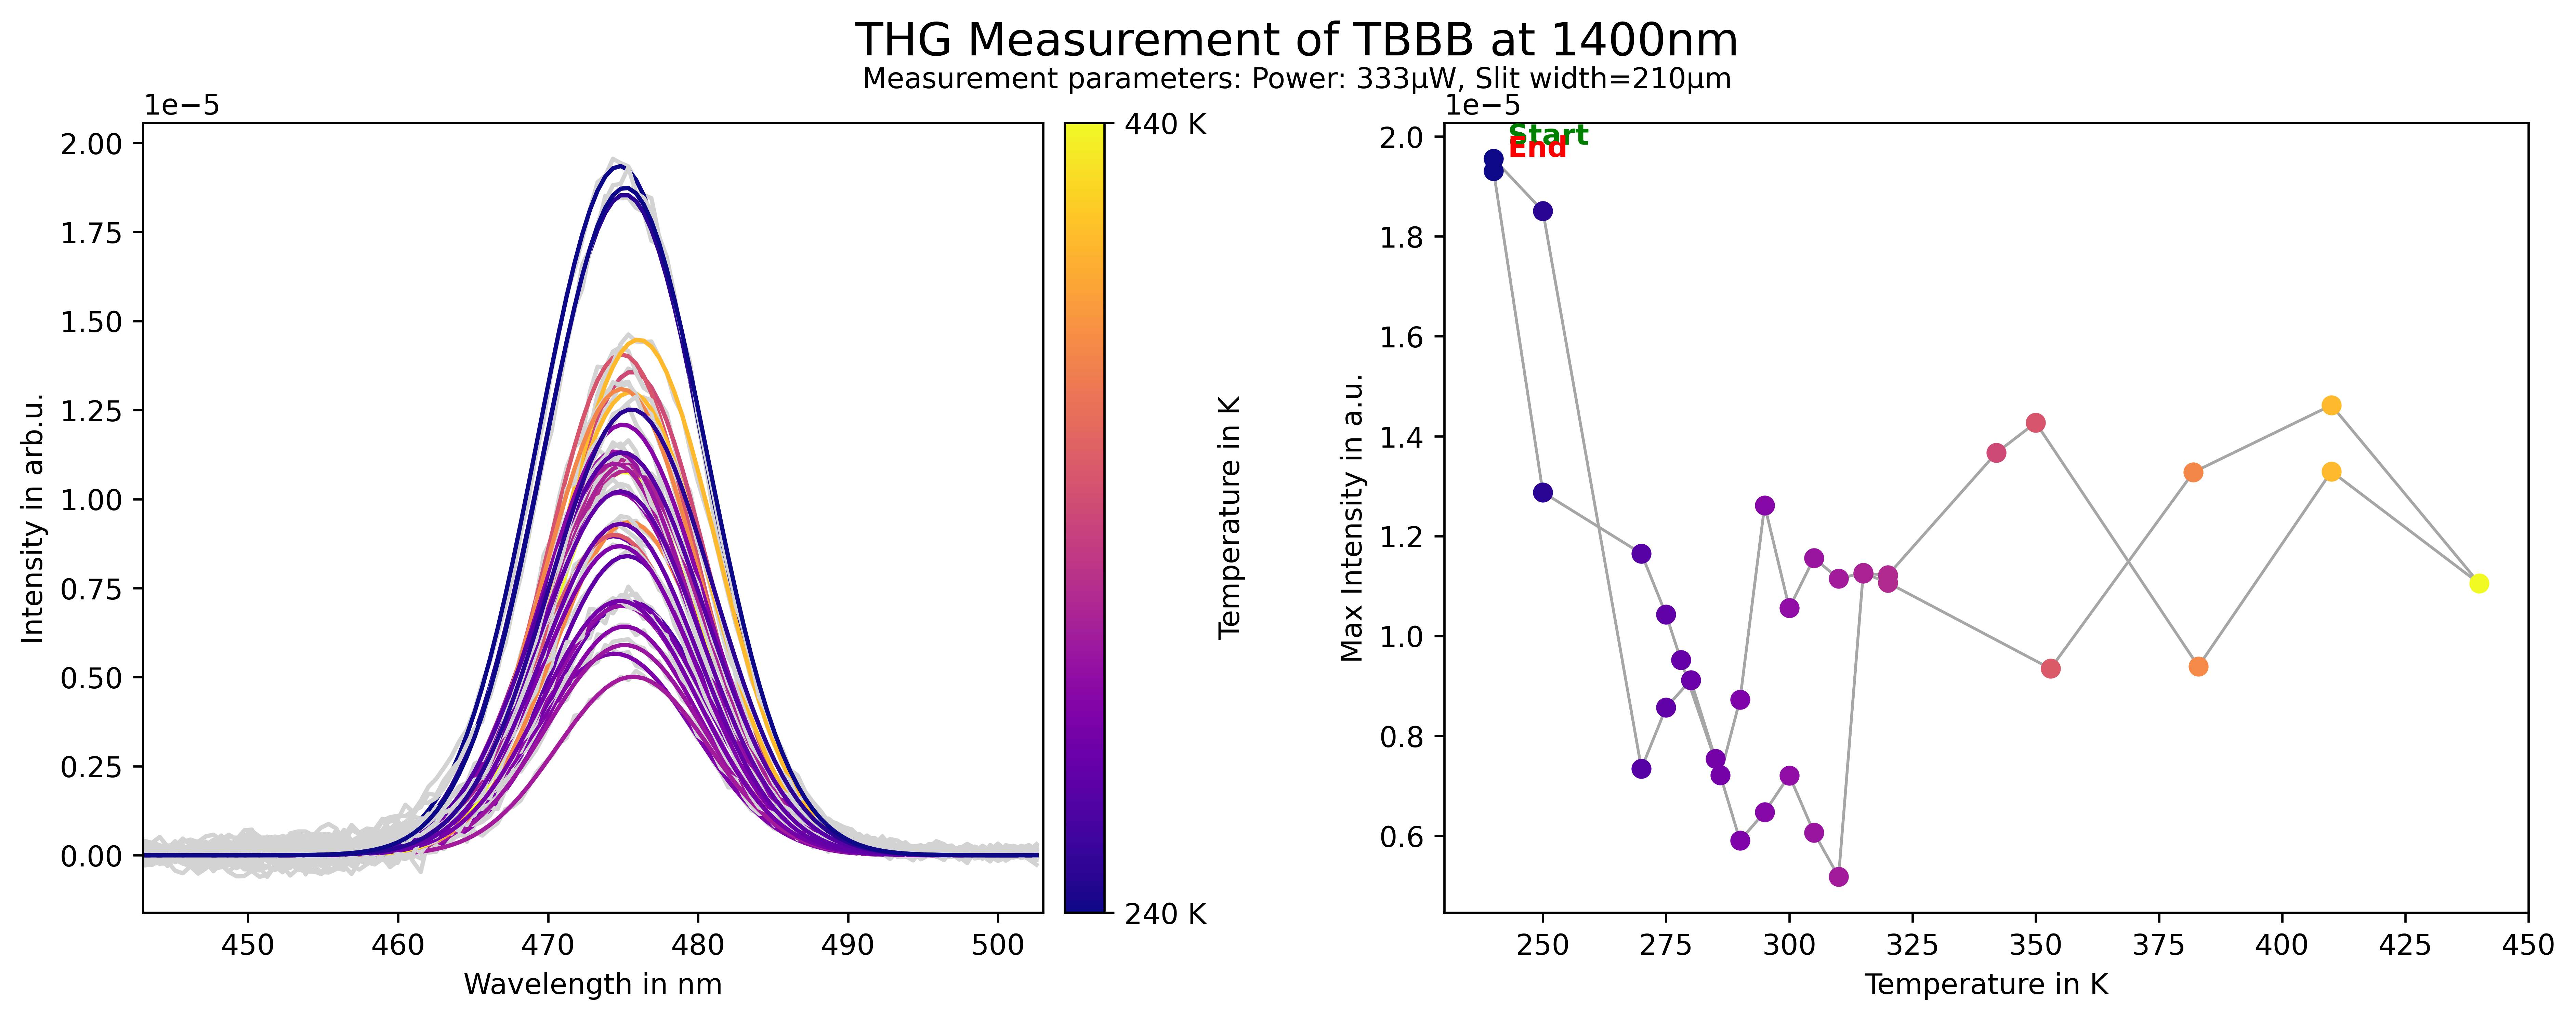 THG Measurement of TBBB at 1400nm
Measurement parameters: Power: 333µW, Slit width=210µm
1e−5
2.00
1.75
1.50
1.25
1.00
0.75
0.50
0.25
0.00
Intensity in arb.u.
450 460 470 480 490 500
Wavelength in nm
440 K
240 K
Temperature in K
1e−5
Start
End
2.0
1.8
1.6
1.4
1.2
1.0
0.8
0.6
Max Intensity in a.u.
250 275 300 325 350 375 400 425 450
Temperature in K